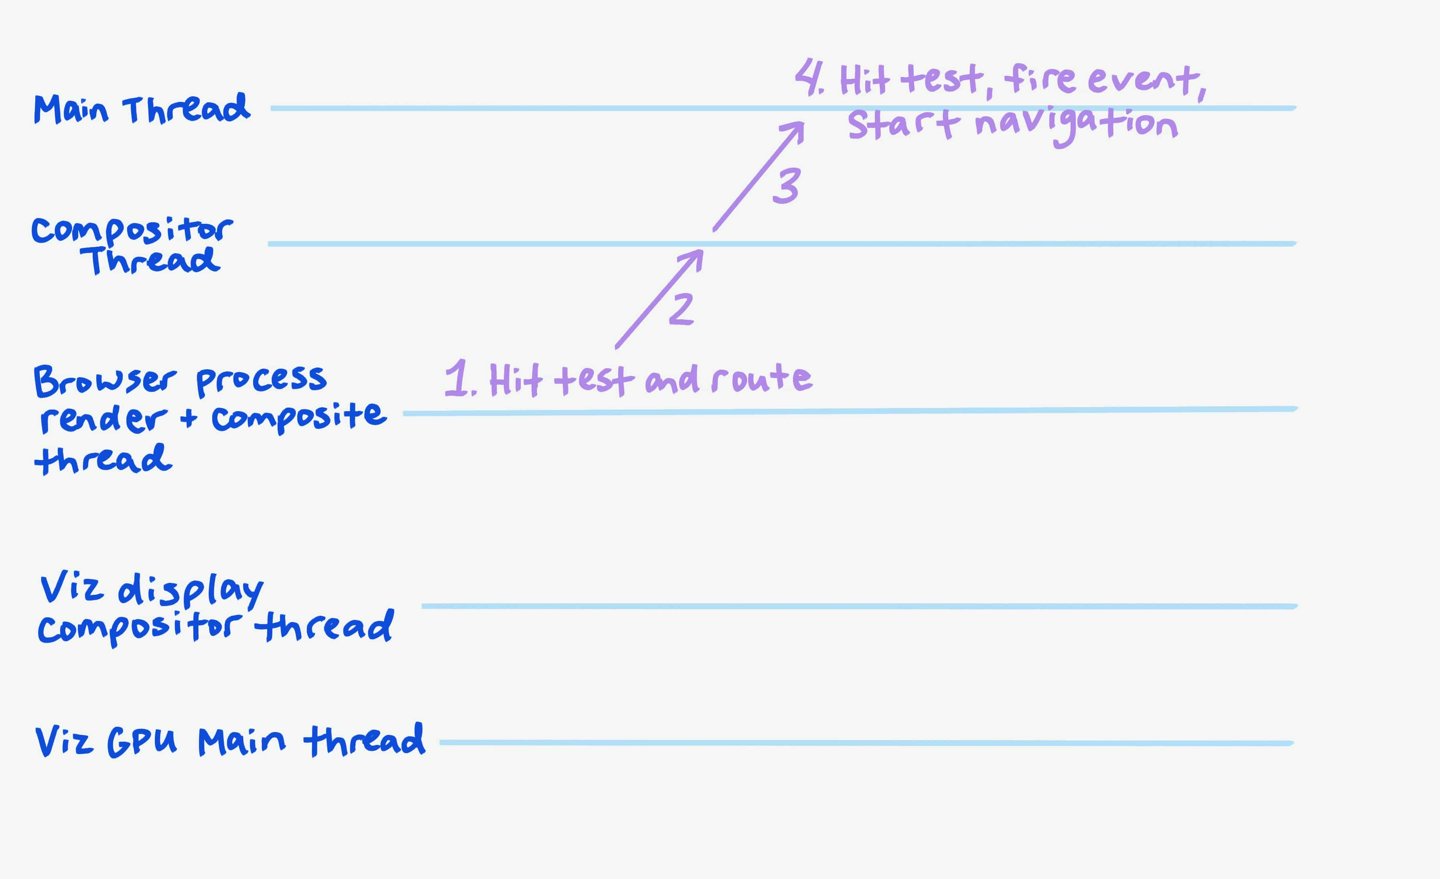 4. Hit test, fire event,
Main Thread
Start navigation
3
Compositor
Thread
2
Browser process
1. Hit test and route
render + composite
thread
Viz display
compositor thread
Viz GPU Main thread